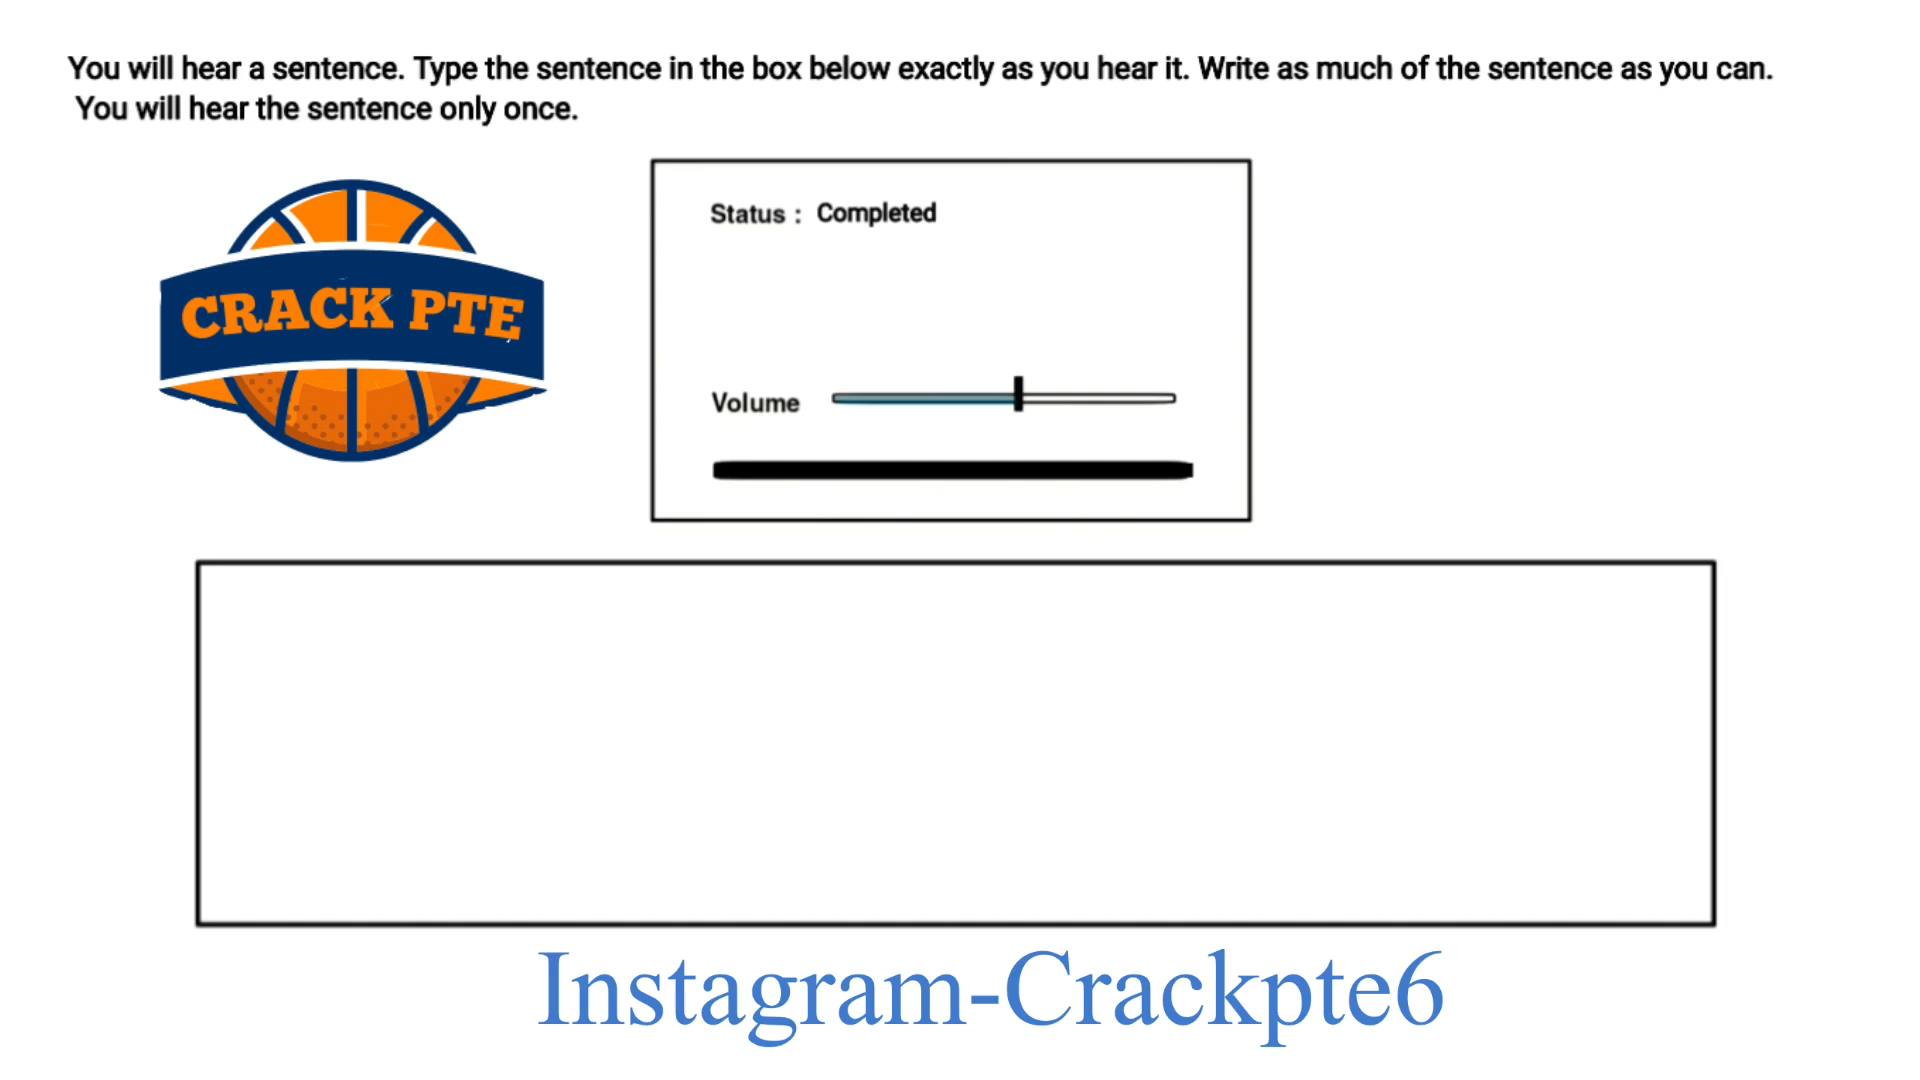 You will hear a sentence. Type the sentence in the box below exactly as you hear it. Write as much of the sentence as you can.
You will hear the sentence only once.
CRACK PTE
Status : Completed
Volume
Instagram-Crackpte6